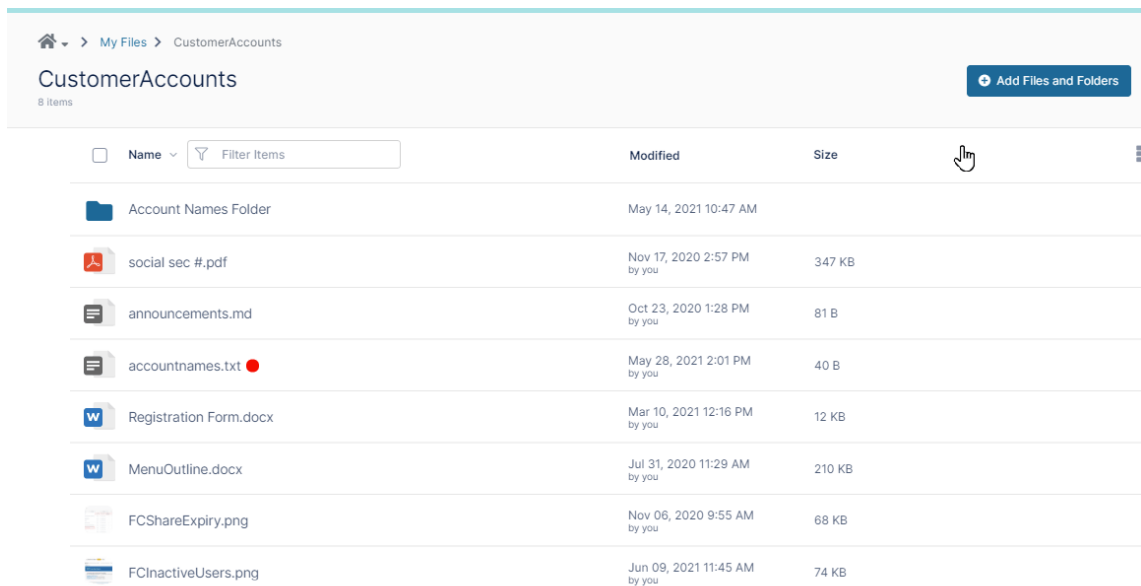 My Files CustomerAccounts
CustomerAccounts
8 items
Add Files and Folders
Name Filter Items Modified Size
Account Names Folder May 14, 2021 10:47 AM
social sec #.pdf Nov 17, 2020 2:57 PM 347 KB
by you
announcements.md Oct 23, 2020 1:28 PM 81 B
by you
accountnames.txt May 28, 2021 2:01 PM 40 B
by you
Registration Form.docx Mar 10, 2021 12:16 PM 12 KB
by you
MenuOutline.docx Jul 31, 2020 11:29 AM 210 KB
by you
FCShareExpiry.png Nov 06, 2020 9:55 AM 68 KB
by you
FCInactiveUsers.png Jun 09, 2021 11:45 AM 74 KB
by you